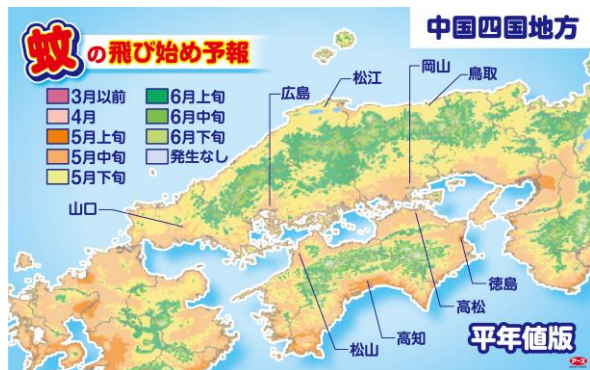 蚊の飛び始め予報
中国四国地方
3月以前
4月
5月上旬
5月中旬
5月下旬
6月上旬
6月中旬
6月下旬
発生なし
広島
松江
岡山
鳥取
山口
徳島
高松
高知
松山
平年値版
アース